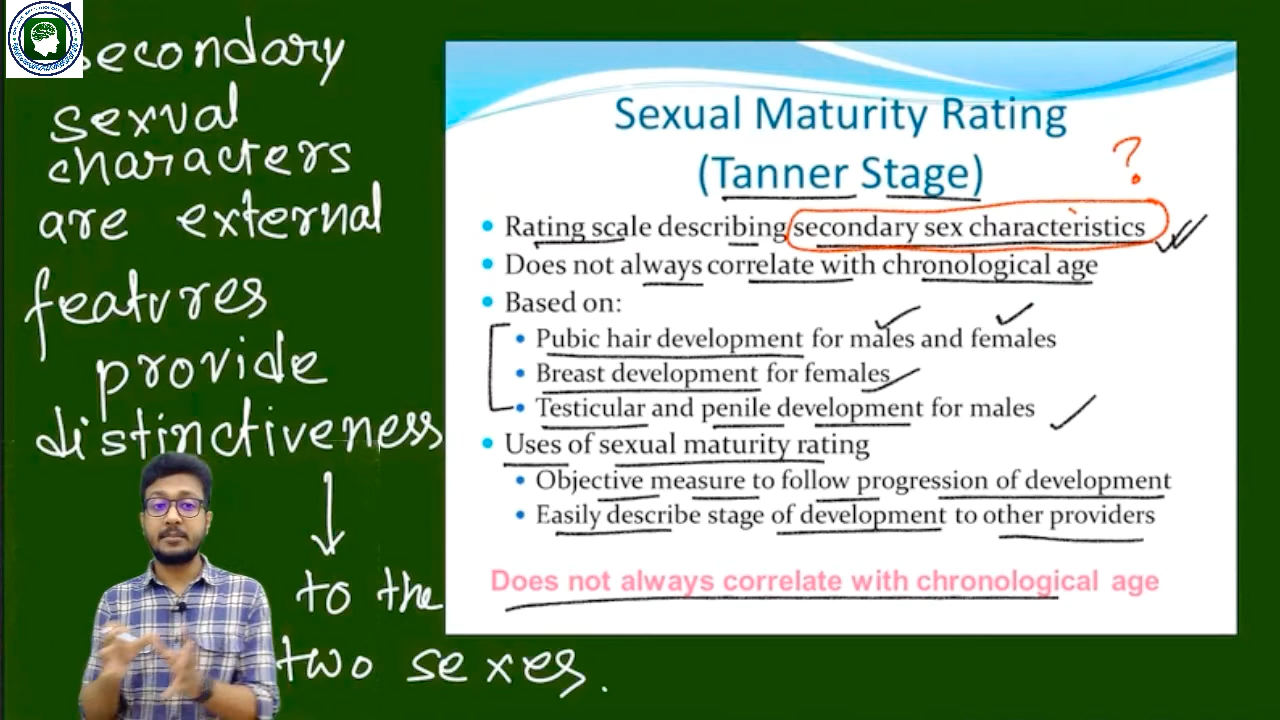 secondary
sexual
characters
are external
features
provide
distinctiveness
to the
two sexes.
Sexual Maturity Rating
(Tanner Stage)
?
• Rating scale describing secondary sex characteristics
• Does not always correlate with chronological age
• Based on:
• Pubic hair development for males and females
• Breast development for females
• Testicular and penile development for males
• Uses of sexual maturity rating
• Objective measure to follow progression of development
• Easily describe stage of development to other providers
Does not always correlate with chronological age